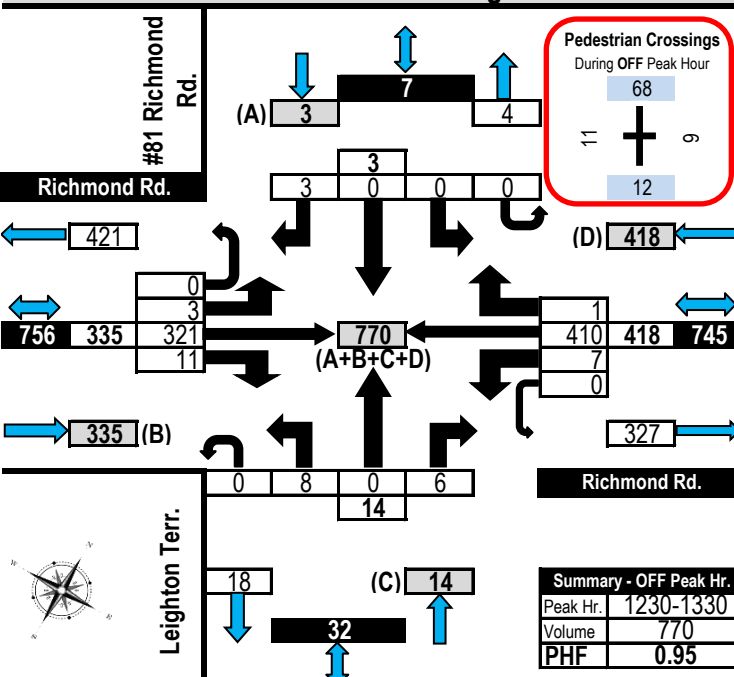 #81 Richmond
Rd.
7
(A) 3
4
Pedestrian Crossings
During OFF Peak Hour
68
11
9
12
3
3 0 0 0
Richmond Rd.
421
(D) 418
0
3
756 335 321
11
770
(A+B+C+D)
1
410 418 745
7
0
335 (B)
327
0 8 0 6
14
Richmond Rd.
Leighton Terr.
N
W
E
S
18
(C) 14
32
Summary - OFF Peak Hr.
Peak Hr. 1230-1330
Volume 770
PHF 0.95